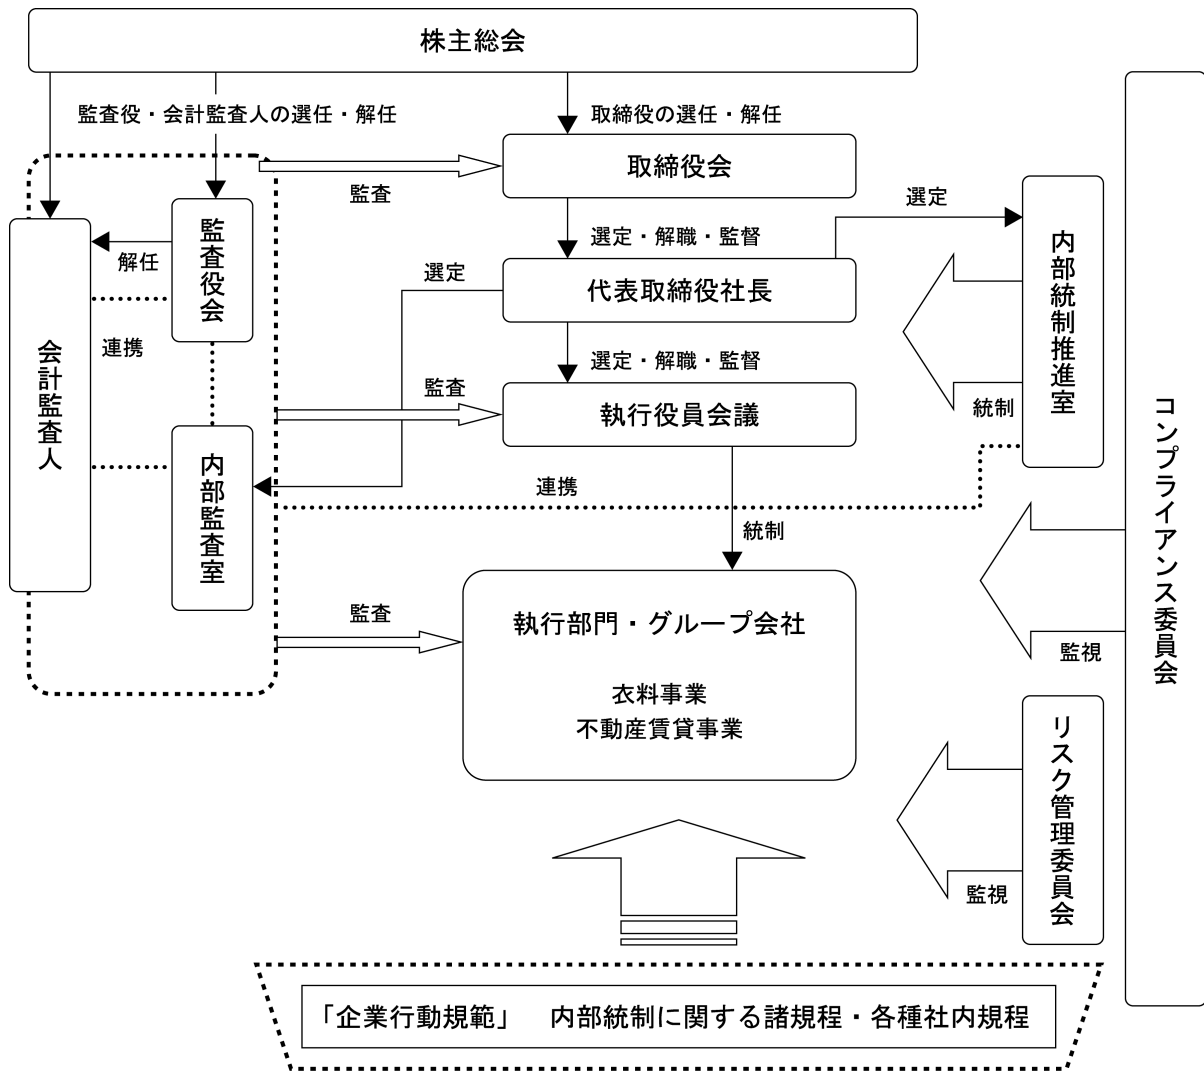 株主総会
監査役・会計監査人の選任・解任
取締役の選任・解任
取締役会
監査
選定
選定・解職・監督
監査役会
解任
選定
代表取締役社長
内部統制推進室
連携
選定・解職・監督
会計監査人
監査
執行役員会議
統制
コンプライアンス委員会
内部監査室
連携
統制
監査
執行部門・グループ会社
監視
衣料事業
不動産賃貸事業
リスク管理委員会
監視
「企業行動規範」　内部統制に関する諸規程・各種社内規程